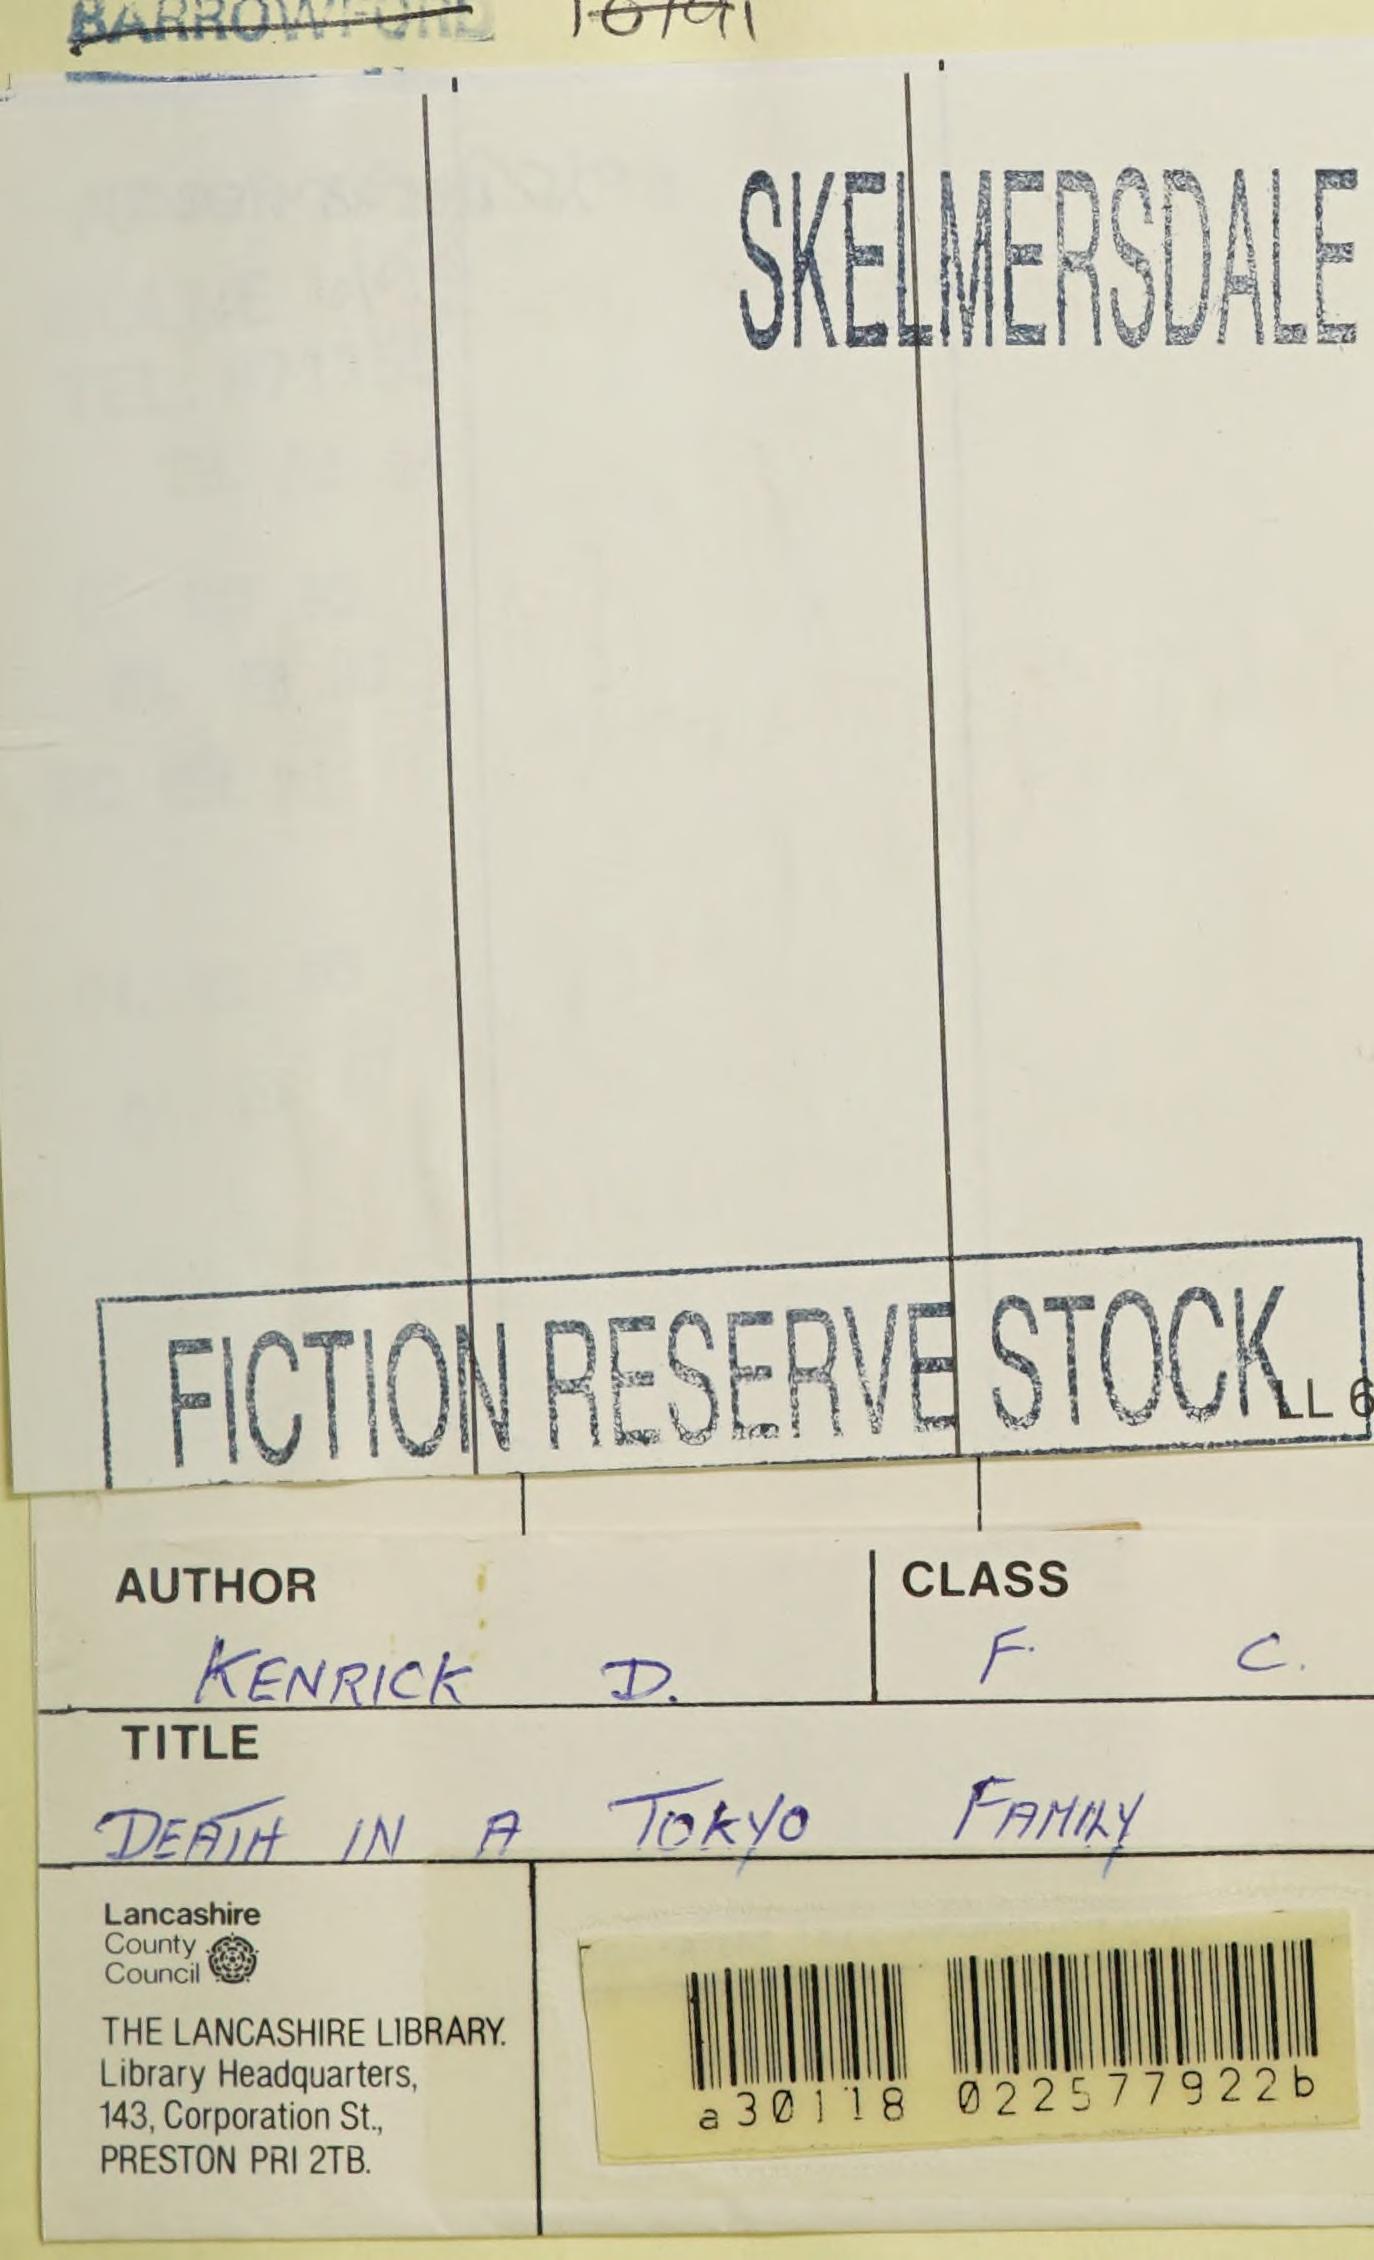 BARROWFORD 10/91
SKELMERSDALE
FICTION RESERVE STOCK
LL 6
AUTHOR CLASS
KENRICK D. F. C.
TITLE
DEATH IN A TOKYO FAMILY
Lancashire
County
Council
THE LANCASHIRE LIBRARY.
Library Headquarters,
143, Corporation St.,
PRESTON PR1 2TB.
a30118 022577922b